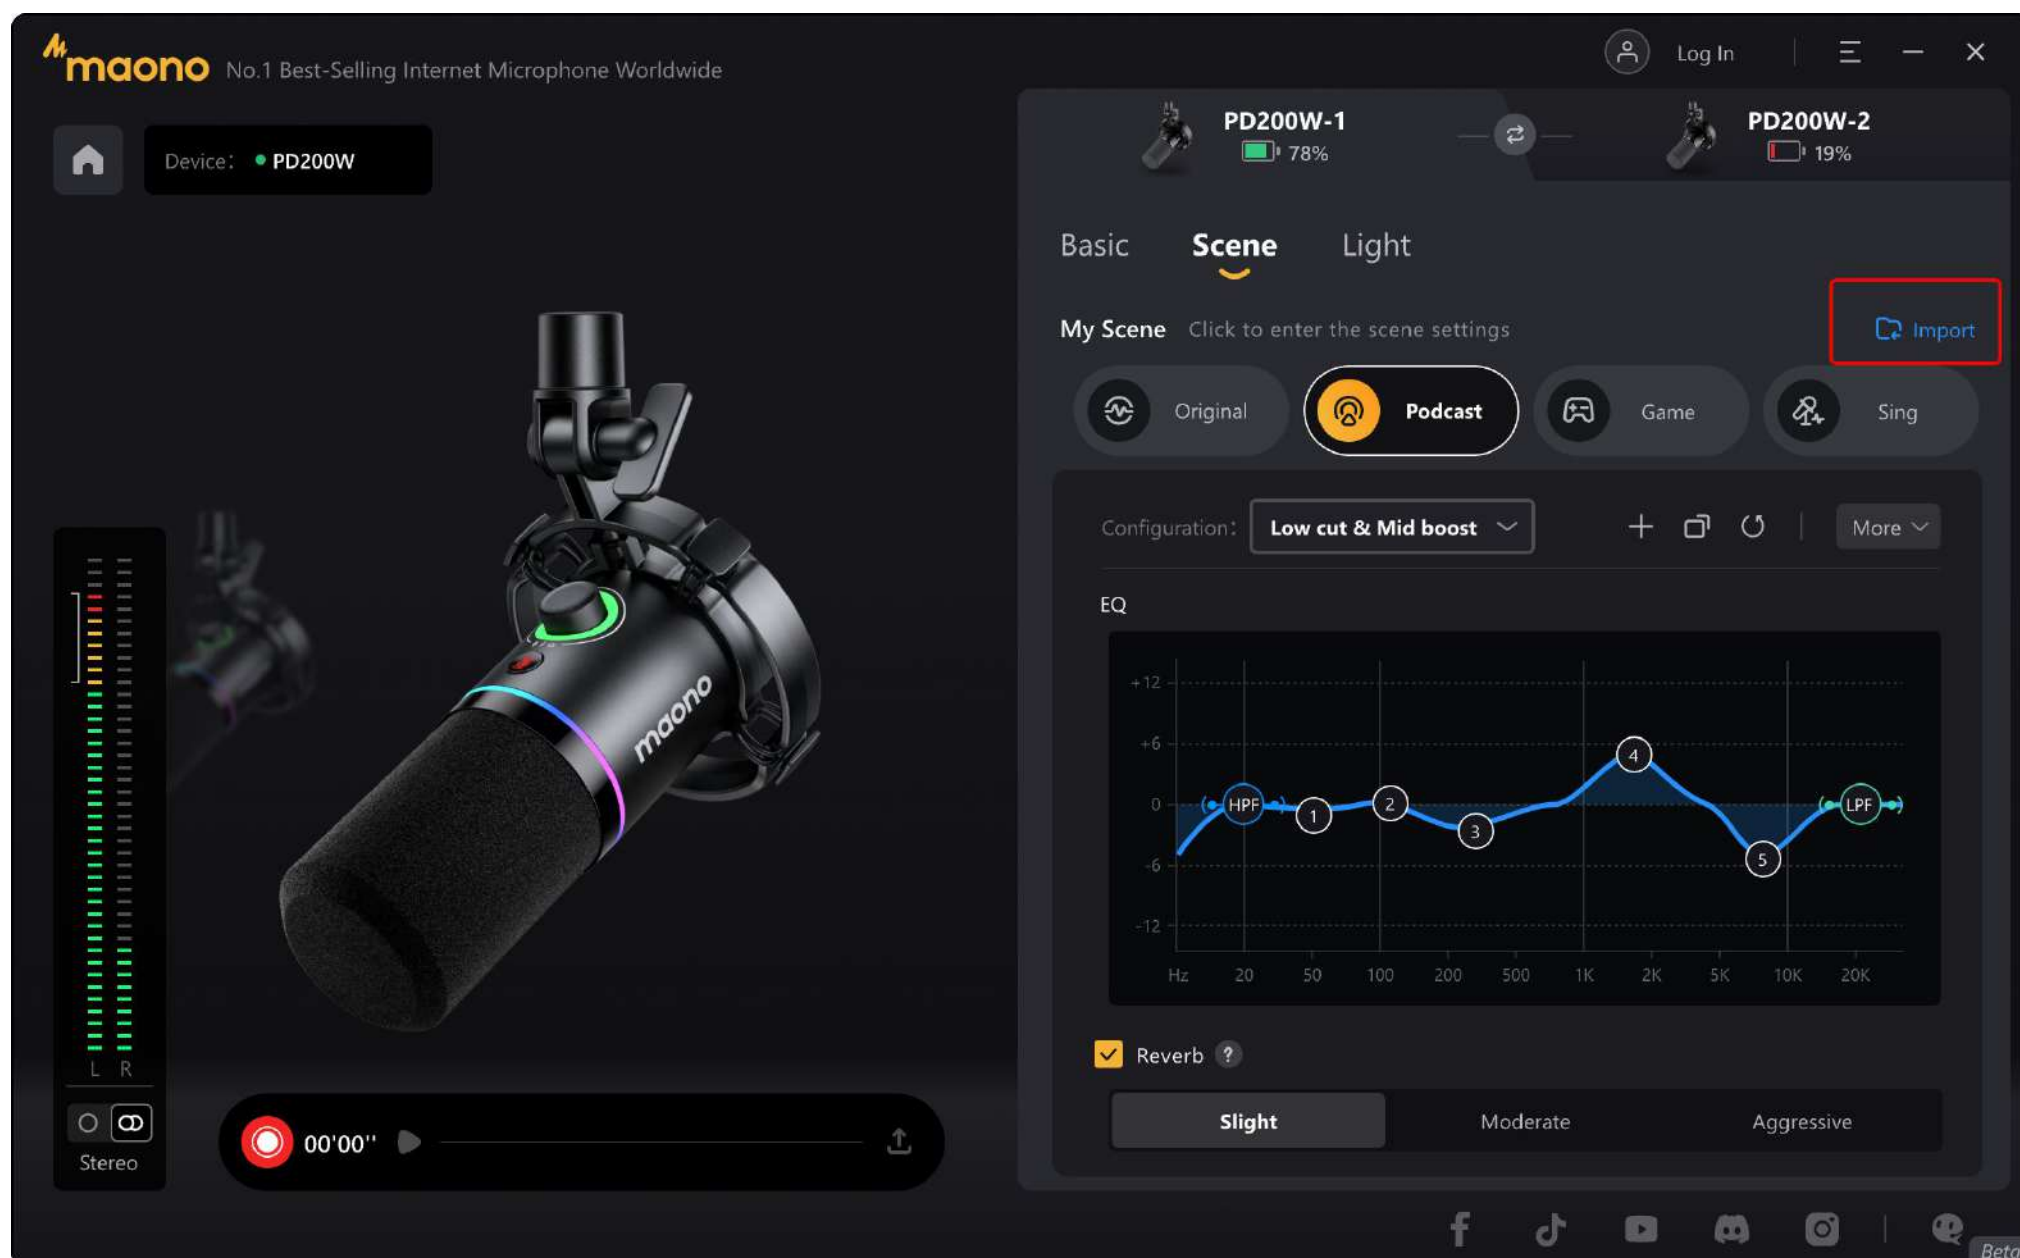 maono No.1 Best-Selling Internet Microphone Worldwide
Log In
Device: PD200W
PD200W-1
78%
PD200W-2
19%
Basic Scene Light
My Scene Click to enter the scene settings Import
Original Podcast Game Sing
Configuration: Low cut & Mid boost More
EQ
+12
+6
0
-6
-12
HPF 1 2 3 4 5 LPF
Hz 20 50 100 200 500 1K 2K 5K 10K 20K
maono
Reverb ?
Slight Moderate Aggressive
L R
Stereo
00'00''
Beta